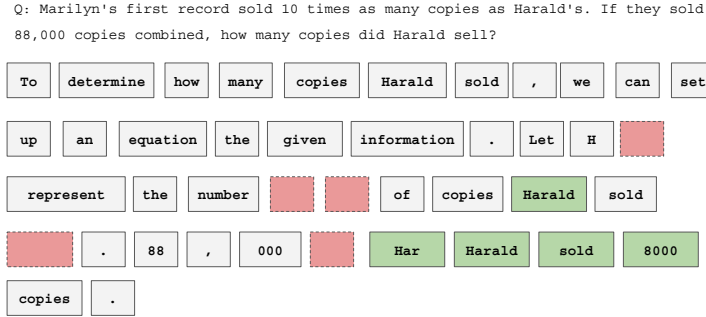 Q: Marilyn's first record sold 10 times as many copies as Harald's. If they sold
88,000 copies combined, how many copies did Harald sell?
To determine how many copies Harald sold , we can set
up an equation the given information . Let H
represent the number of copies Harald sold
. 88 , 000 Har Harald sold 8000
copies .